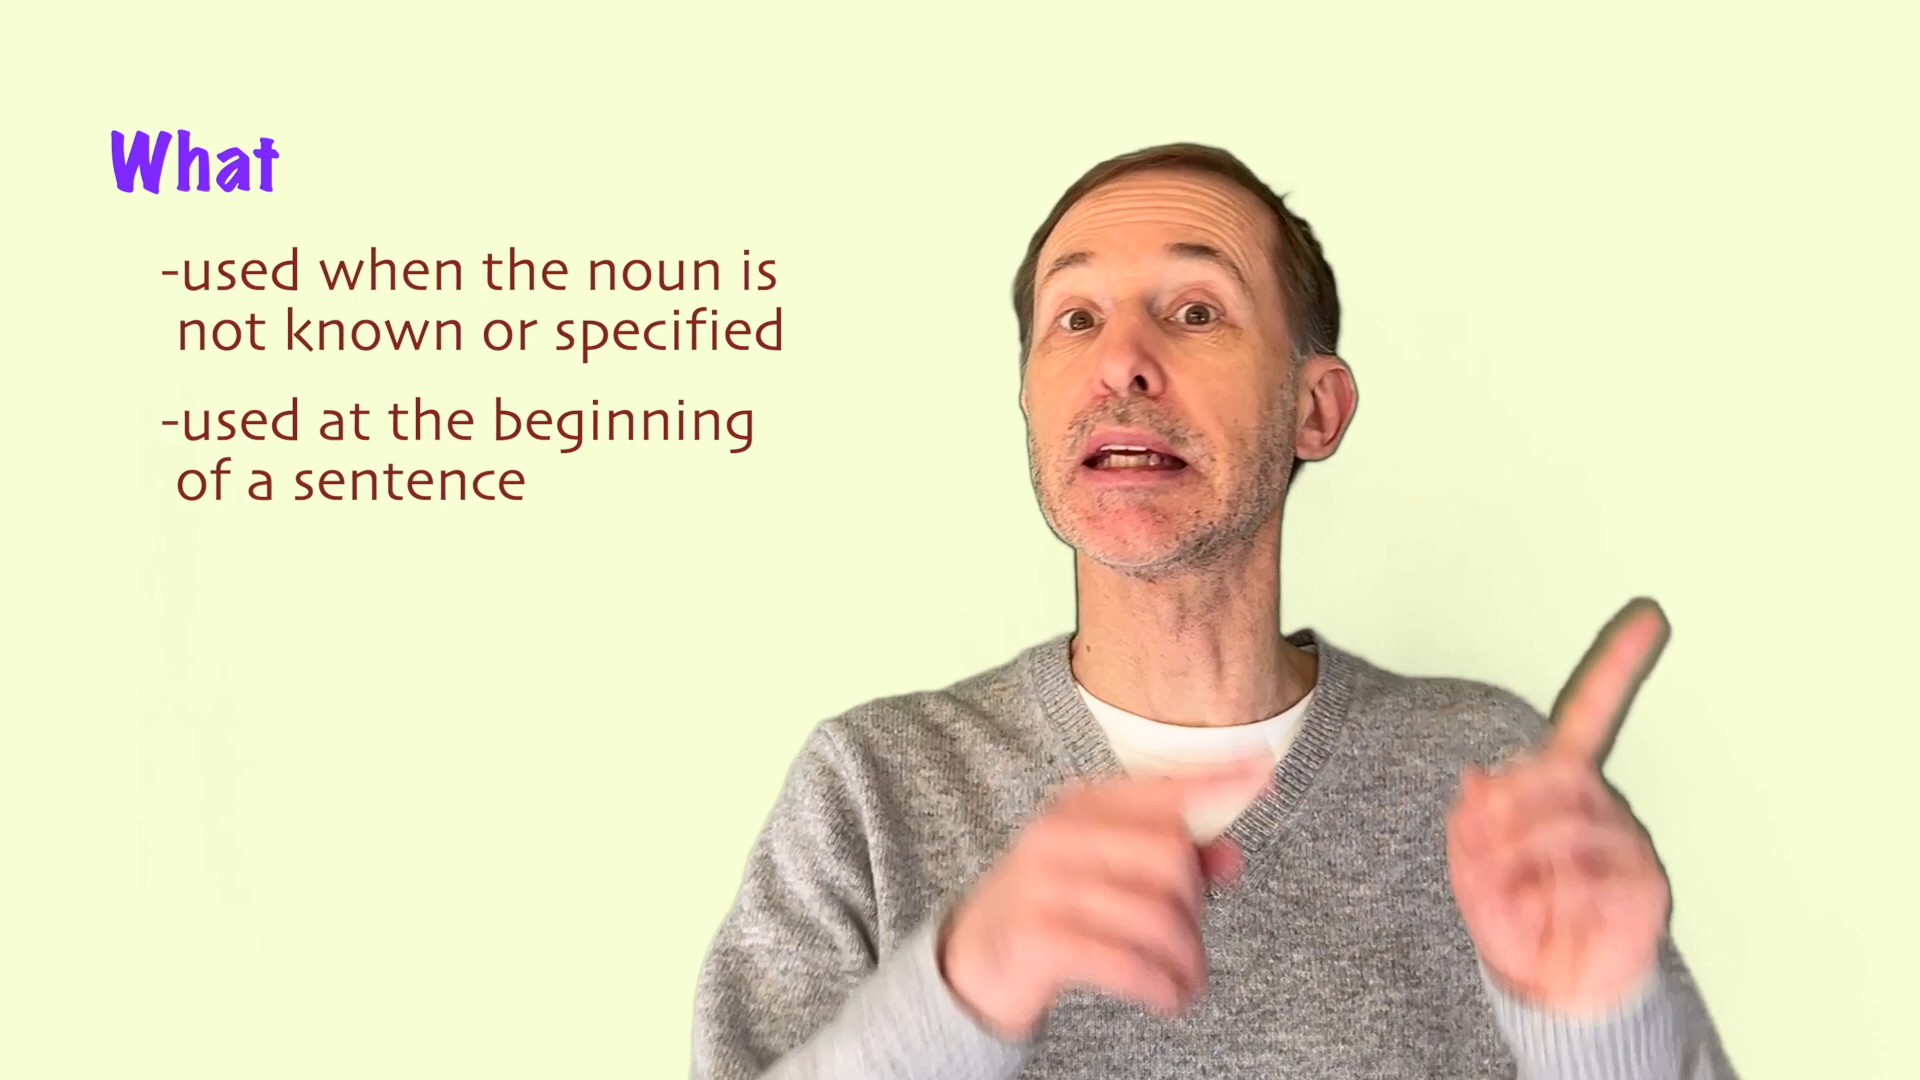 What
-used when the noun is
not known or specified
-used at the beginning
of a sentence